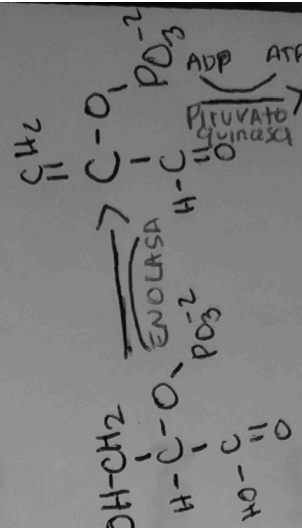 OH-CH2
H-C-O-PO3-2
HO-C=O
ENOLASA
CH2
C-O-PO3-2
H-C=O
ADP ATP
PiruvAto
quinasa